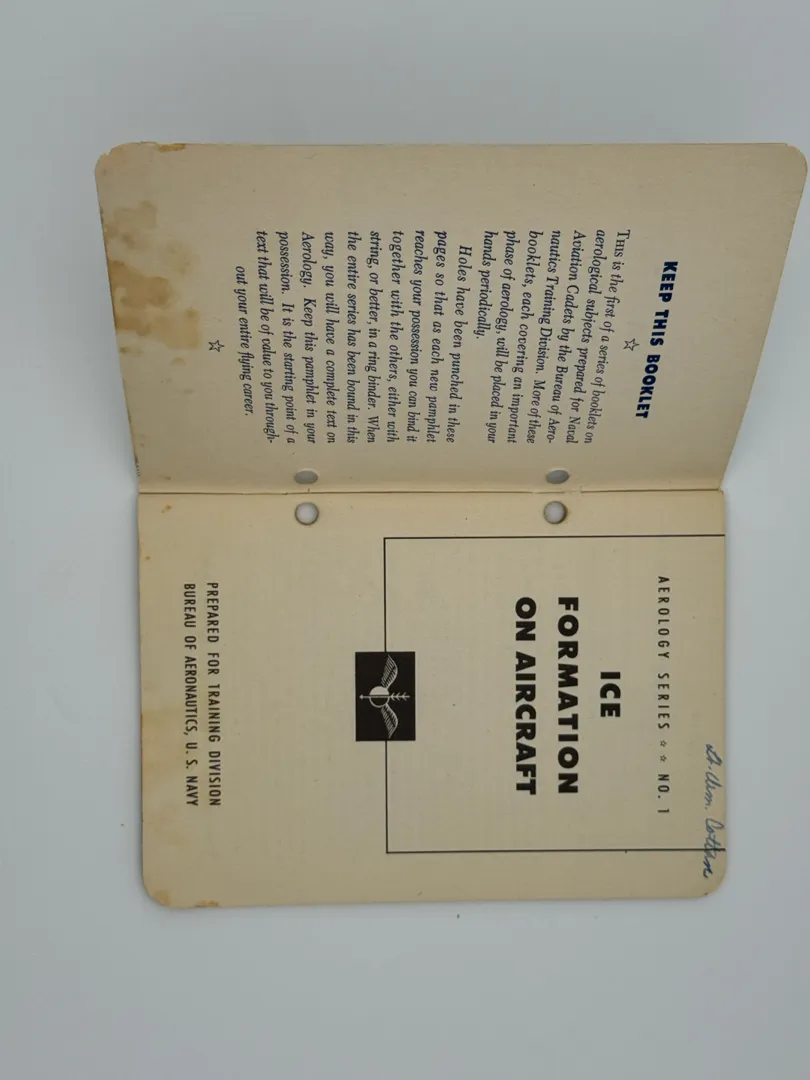 KEEP THIS BOOKLET
☆
THIS is the first of a series of booklets on
aerological subjects prepared for Naval
Aviation Cadets by the Bureau of Aero-
nautics Training Division. More of these
booklets, each covering an important
phase of aerology, will be placed in your
hands periodically.
Holes have been punched in these
pages so that as each new pamphlet
reaches your possession you can bind it
together with the others, either with
string, or better, in a ring binder. When
the entire series has been bound in this
way, you will have a complete text on
Aerology. Keep this pamphlet in your
possession. It is the starting point of a
text that will be of value to you through-
out your entire flying career.
☆
Wm.
AEROLOGY SERIES ☆ ☆ NO. 1
ICE
FORMATION
ON AIRCRAFT
PREPARED FOR TRAINING DIVISION
BUREAU OF AERONAUTICS, U. S. NAVY